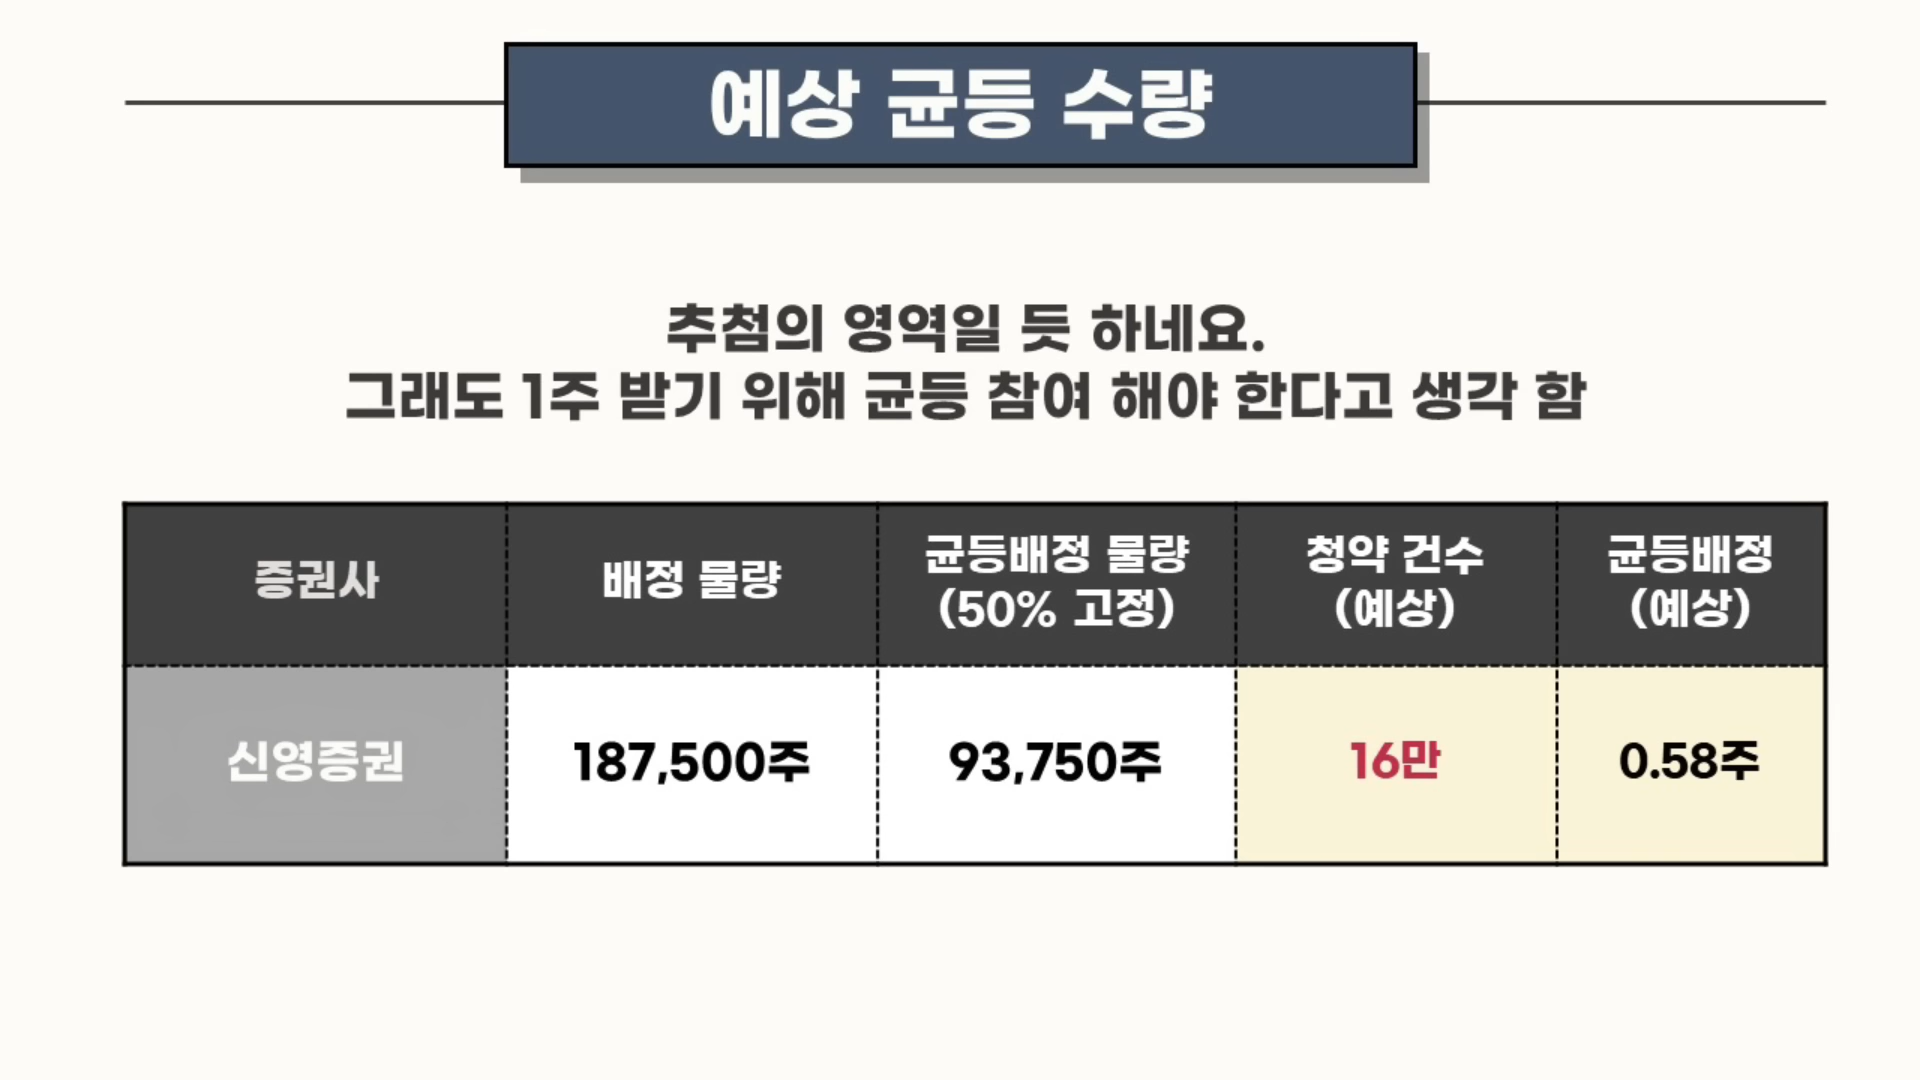 예상 균등 수량
추첨의 영역일 듯 하네요.
그래도 1주 받기 위해 균등 참여 해야 한다고 생각 함
증권사
배정 물량
균등배정 물량
(50% 고정)
청약 건수
(예상)
균등배정
(예상)
신영증권
187,500주
93,750주
16만
0.58주